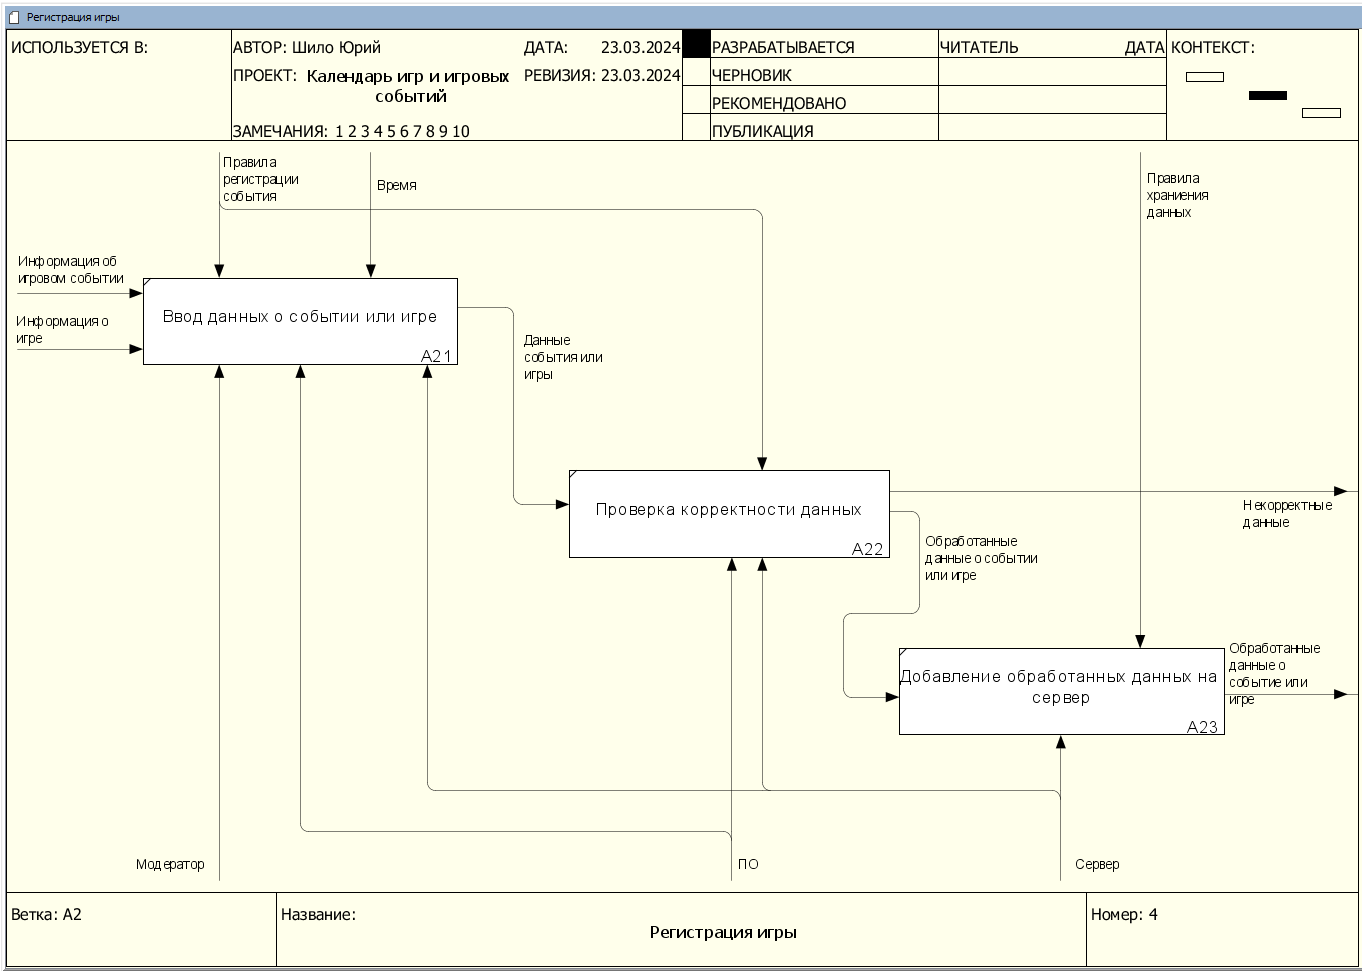 Регистрация игры
ИСПОЛЬЗУЕТСЯ В:
АВТОР: Шило Юрий
ДАТА: 23.03.2024
ПРОЕКТ: Календарь игр и игровых
событий
РЕВИЗИЯ: 23.03.2024
ЗАМЕЧАНИЯ: 1 2 3 4 5 6 7 8 9 10
РАЗРАБАТЫВАЕТСЯ
ЧЕРНОВИК
РЕКОМЕНДОВАНО
ПУБЛИКАЦИЯ
ЧИТАТЕЛЬ
ДАТА
КОНТЕКСТ:
Правила
регистрации
события
Время
Правила
храниения
данных
Информация об
игровом событии
Информация о
игре
Ввод данных о событии или игре
A21
Данные
события или
игры
Проверка корректности данных
A22
Некорректные
данные
Обработанные
данные о событии
или игре
Добавление обработанных данных на
сервер
A23
Обработанные
данные о
событие или
игре
Модератор
ПО
Сервер
Ветка: A2
Название:
Регистрация игры
Номер: 4